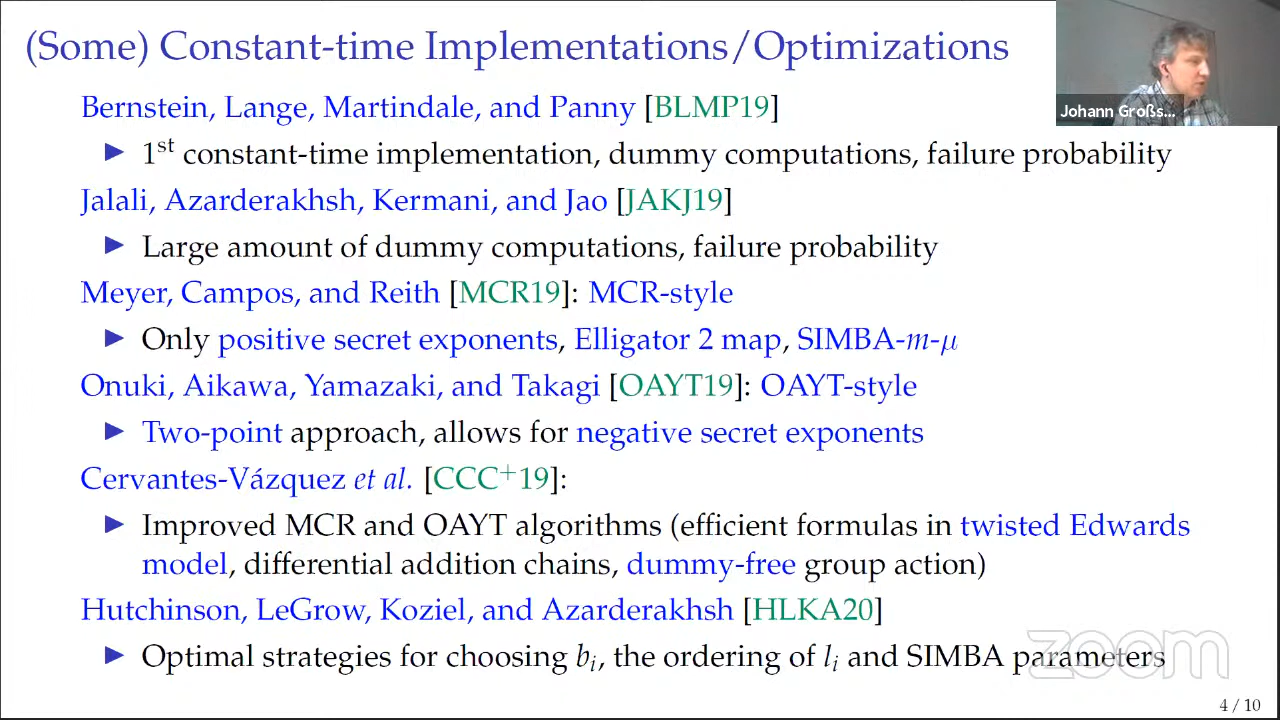 (Some) Constant-time Implementations/Optimizations
Johann Großs...
Bernstein, Lange, Martindale, and Panny [BLMP19]
▶ 1st constant-time implementation, dummy computations, failure probability
Jalali, Azarderakhsh, Kermani, and Jao [JAKJ19]
▶ Large amount of dummy computations, failure probability
Meyer, Campos, and Reith [MCR19]: MCR-style
▶ Only positive secret exponents, Elligator 2 map, SIMBA-m-μ
Onuki, Aikawa, Yamazaki, and Takagi [OAYT19]: OAYT-style
▶ Two-point approach, allows for negative secret exponents
Cervantes-Vázquez et al. [CCC+19]:
▶ Improved MCR and OAYT algorithms (efficient formulas in twisted Edwards
model, differential addition chains, dummy-free group action)
Hutchinson, LeGrow, Koziel, and Azarderakhsh [HLKA20]
▶ Optimal strategies for choosing bi, the ordering of li and SIMBA parameters
zoom
4 / 10